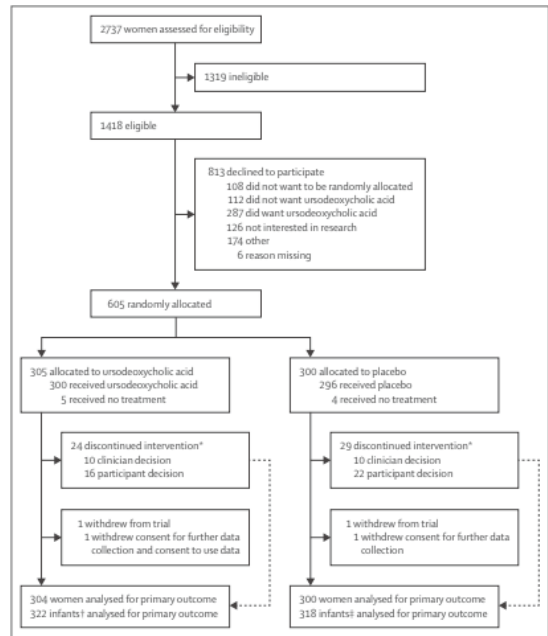 2737 women assessed for eligibility
1319 ineligible
1418 eligible
813 declined to participate
108 did not want to be randomly allocated
112 did not want ursodeoxycholic acid
287 did want ursodeoxycholic acid
126 not interested in research
174 other
6 reason missing
605 randomly allocated
305 allocated to ursodeoxycholic acid
300 received ursodeoxycholic acid
5 received no treatment
300 allocated to placebo
296 received placebo
4 received no treatment
24 discontinued intervention*
10 clinician decision
16 participant decision
29 discontinued intervention*
10 clinician decision
22 participant decision
1 withdrew from trial
1 withdrew consent for further data
collection and consent to use data
1 withdrew from trial
1 withdrew consent for further data
collection
304 women analysed for primary outcome
322 infants† analysed for primary outcome
300 women analysed for primary outcome
318 infants‡ analysed for primary outcome